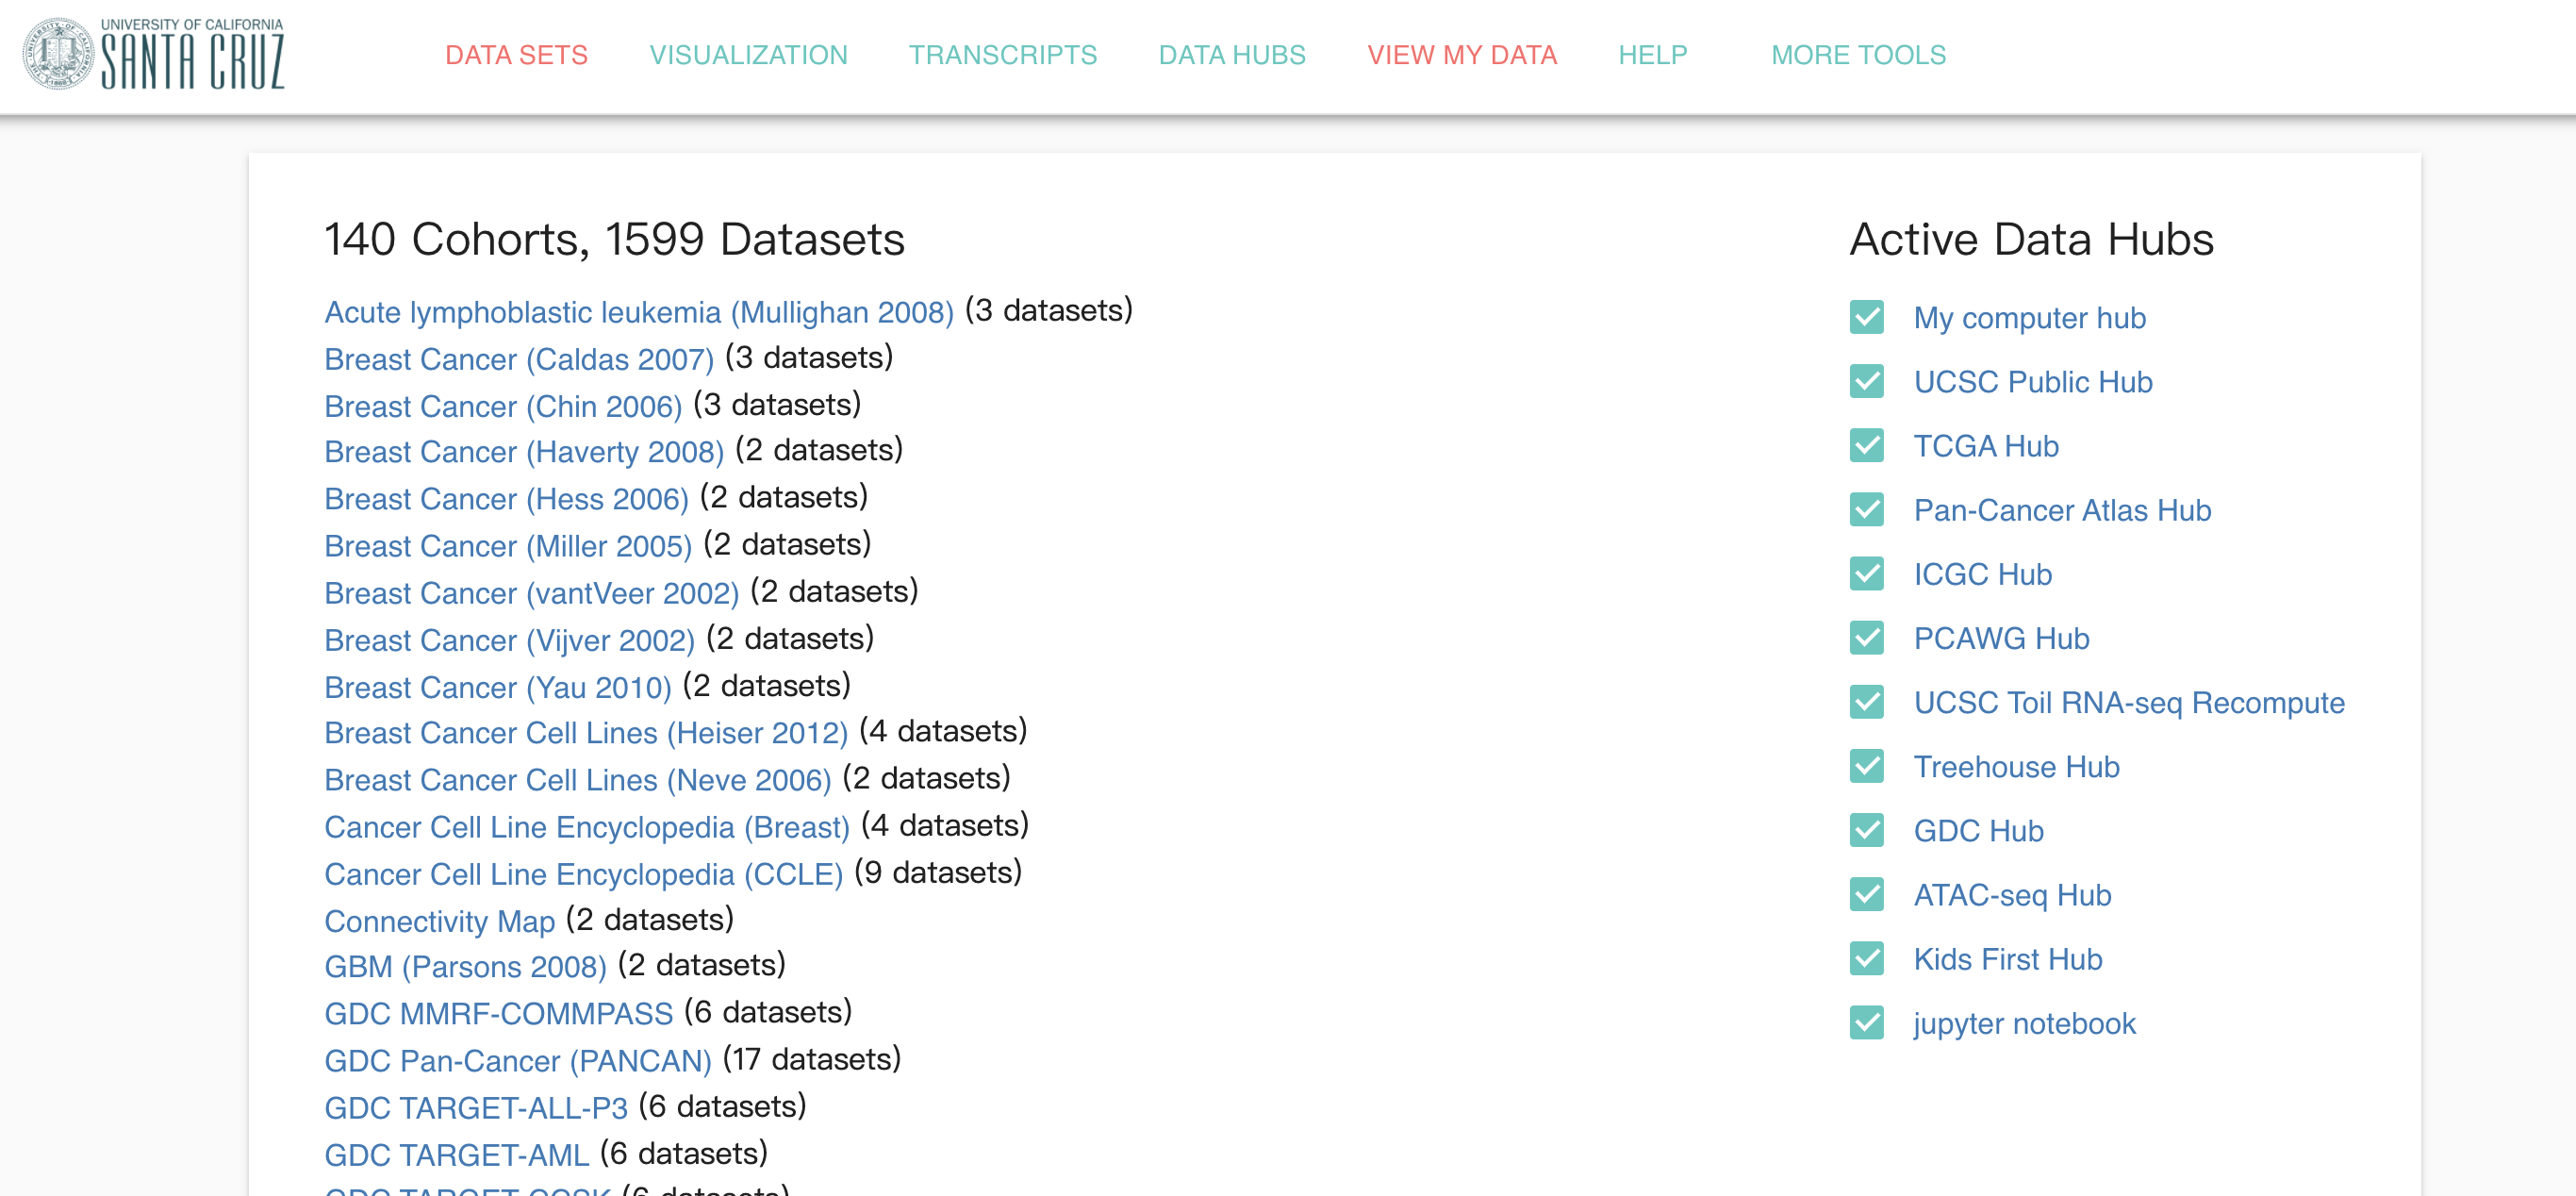 UNIVERSITY OF CALIFORNIA
SANTA CRUZ
DATA SETS VISUALIZATION TRANSCRIPTS DATA HUBS VIEW MY DATA HELP MORE TOOLS
140 Cohorts, 1599 Datasets
Acute lymphoblastic leukemia (Mullighan 2008) (3 datasets)
Breast Cancer (Caldas 2007) (3 datasets)
Breast Cancer (Chin 2006) (3 datasets)
Breast Cancer (Haverty 2008) (2 datasets)
Breast Cancer (Hess 2006) (2 datasets)
Breast Cancer (Miller 2005) (2 datasets)
Breast Cancer (vantVeer 2002) (2 datasets)
Breast Cancer (Vijver 2002) (2 datasets)
Breast Cancer (Yau 2010) (2 datasets)
Breast Cancer Cell Lines (Heiser 2012) (4 datasets)
Breast Cancer Cell Lines (Neve 2006) (2 datasets)
Cancer Cell Line Encyclopedia (Breast) (4 datasets)
Cancer Cell Line Encyclopedia (CCLE) (9 datasets)
Connectivity Map (2 datasets)
GBM (Parsons 2008) (2 datasets)
GDC MMRF-COMMPASS (6 datasets)
GDC Pan-Cancer (PANCAN) (17 datasets)
GDC TARGET-ALL-P3 (6 datasets)
GDC TARGET-AML (6 datasets)
GDC TARGET-CCSK (6 datasets)
Active Data Hubs
My computer hub
UCSC Public Hub
TCGA Hub
Pan-Cancer Atlas Hub
ICGC Hub
PCAWG Hub
UCSC Toil RNA-seq Recompute
Treehouse Hub
GDC Hub
ATAC-seq Hub
Kids First Hub
jupyter notebook